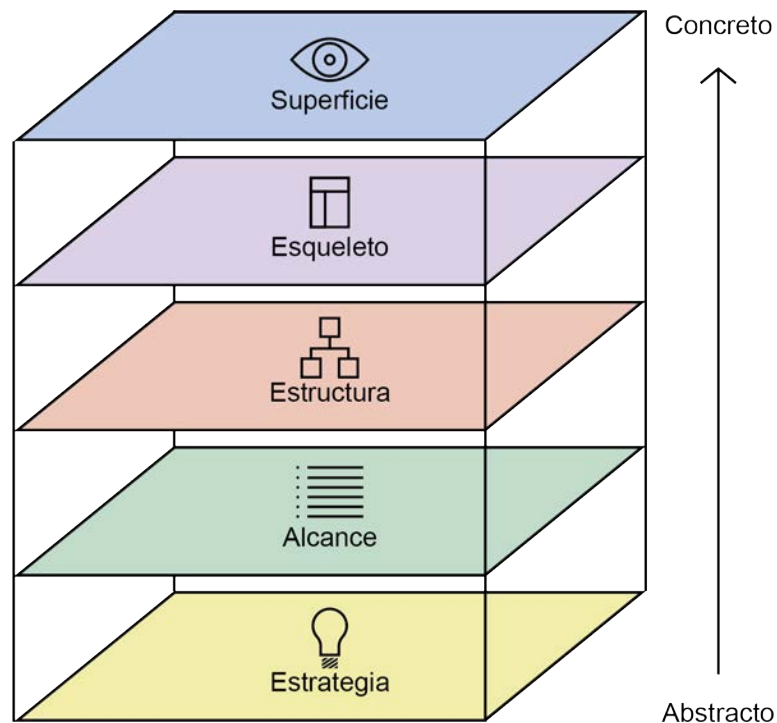 Concreto
Superficie
Esqueleto
Estructura
Alcance
Estrategia
Abstracto